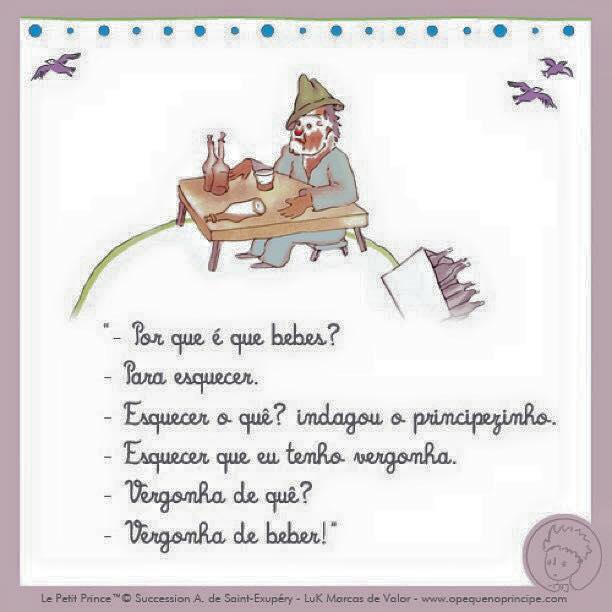 "- Por que é que bebes?
- Para esquecer.
- Esquecer o quê? indagou o principezinho.
- Esquecer que eu tenho vergonha.
- Vergonha de quê?
- Vergonha de beber!"
Le Petit Prince™© Succession A. de Saint-Exupéry - LuK Marcas de Valor - www.opequenoprincipe.com